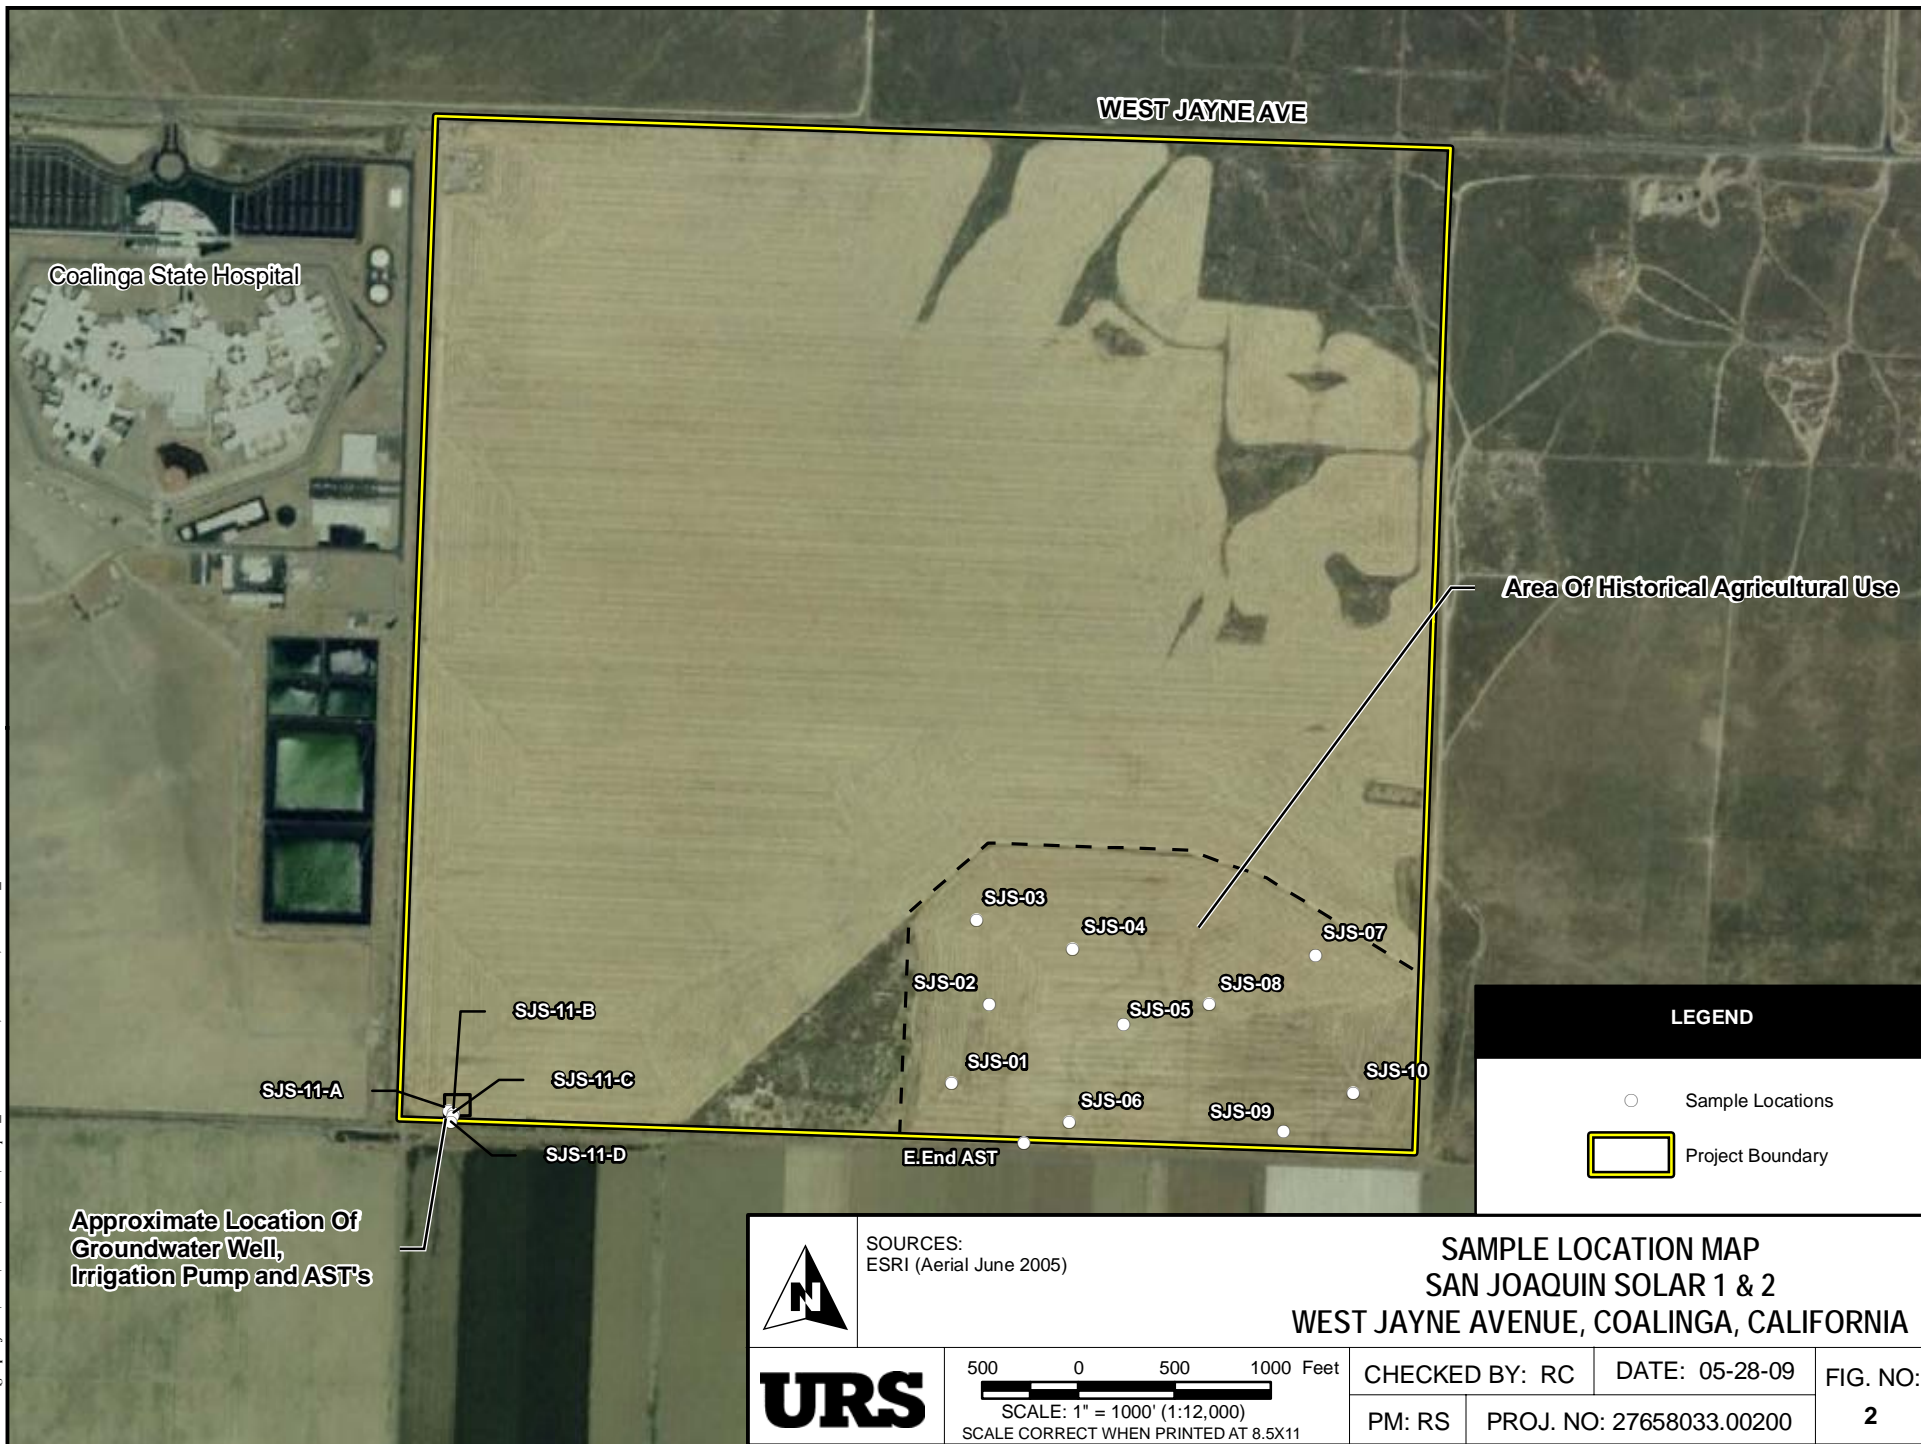 WEST JAYNE AVE
Coalinga State Hospital
Area Of Historical Agricultural Use
SJS-03
SJS-04
SJS-07
SJS-02
SJS-08
SJS-05
SJS-11-B
SJS-01
SJS-10
SJS-11-C
SJS-11-A
SJS-06
SJS-09
SJS-11-D
E.End AST
Approximate Location Of
Groundwater Well,
Irrigation Pump and AST's
LEGEND
Sample Locations
Project Boundary
N
SOURCES:
ESRI (Aerial June 2005)
SAMPLE LOCATION MAP
SAN JOAQUIN SOLAR 1 & 2
WEST JAYNE AVENUE, COALINGA, CALIFORNIA
URS
500 0 500 1000 Feet
SCALE: 1" = 1000' (1:12,000)
SCALE CORRECT WHEN PRINTED AT 8.5X11
CHECKED BY: RC
DATE: 05-28-09
FIG. NO:
2
PM: RS
PROJ. NO: 27658033.00200